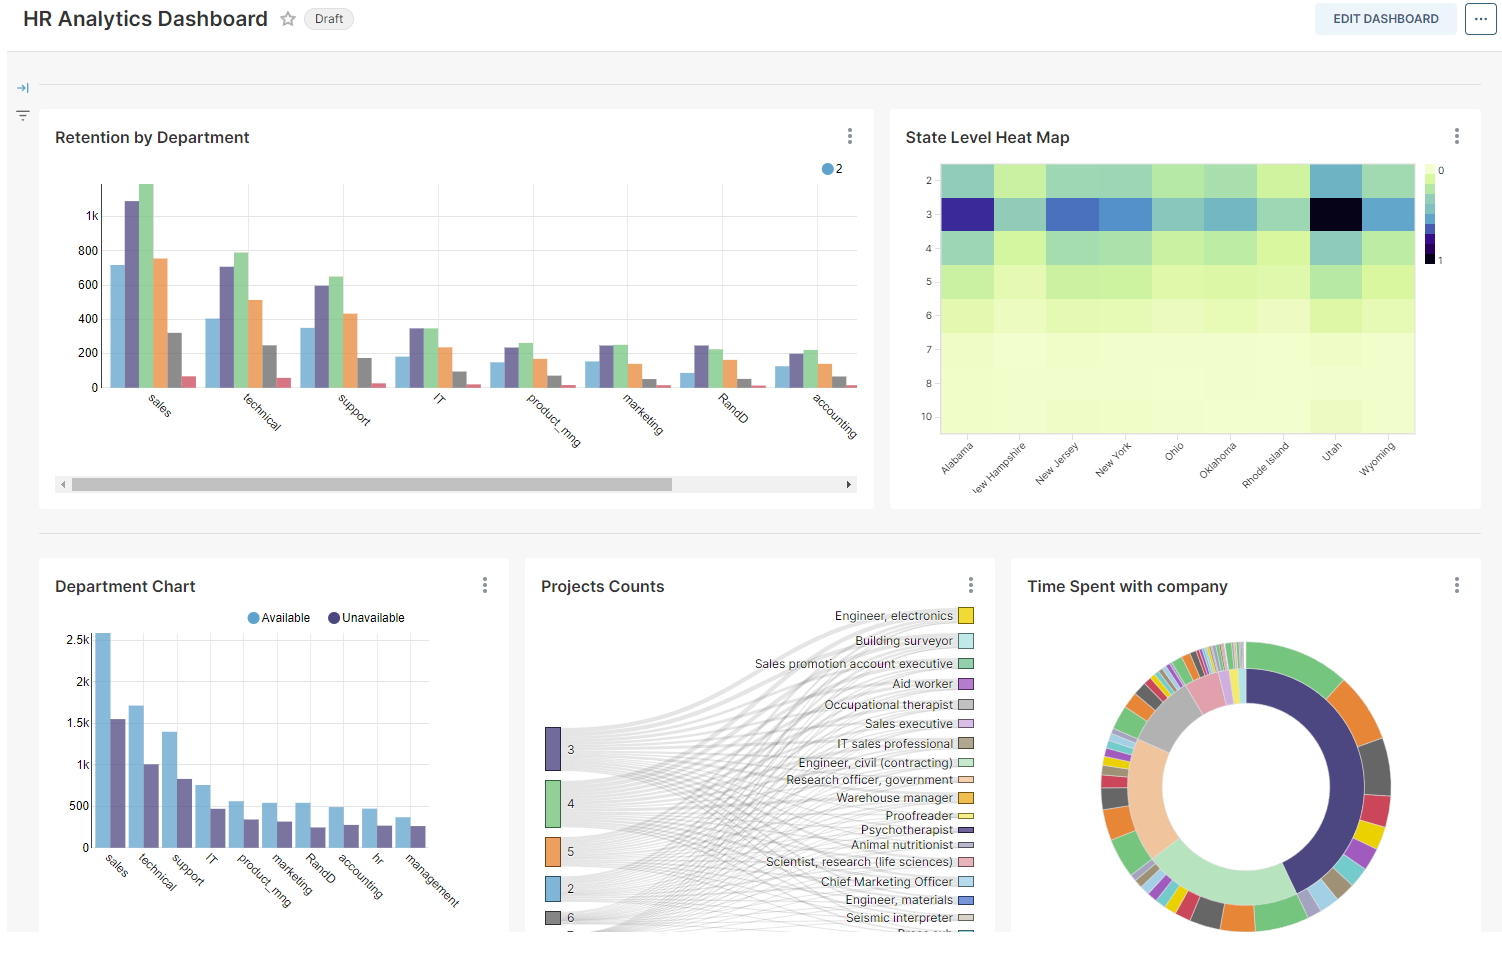 HR Analytics Dashboard
Draft
EDIT DASHBOARD
Retention by Department
2
1k
800
600
400
200
0
sales
technical
support
IT
product_mng
marketing
RandD
accounting
State Level Heat Map
2
3
4
5
6
7
8
10
0
1
Alabama
ew Hampshire
New Jersey
New York
Ohio
Oklahoma
Rhode Island
Utah
Wyoming
Department Chart
Available
Unavailable
2.5k
2k
1.5k
1k
500
0
sales
technical
support
IT
product_mng
marketing
RandD
accounting
hr
management
Projects Counts
3
4
5
2
6
Engineer, electronics
Building surveyor
Sales promotion account executive
Aid worker
Occupational therapist
Sales executive
IT sales professional
Engineer, civil (contracting)
Research officer, government
Warehouse manager
Proofreader
Psychotherapist
Animal nutritionist
Scientist, research (life sciences)
Chief Marketing Officer
Engineer, materials
Seismic interpreter
Time Spent with company